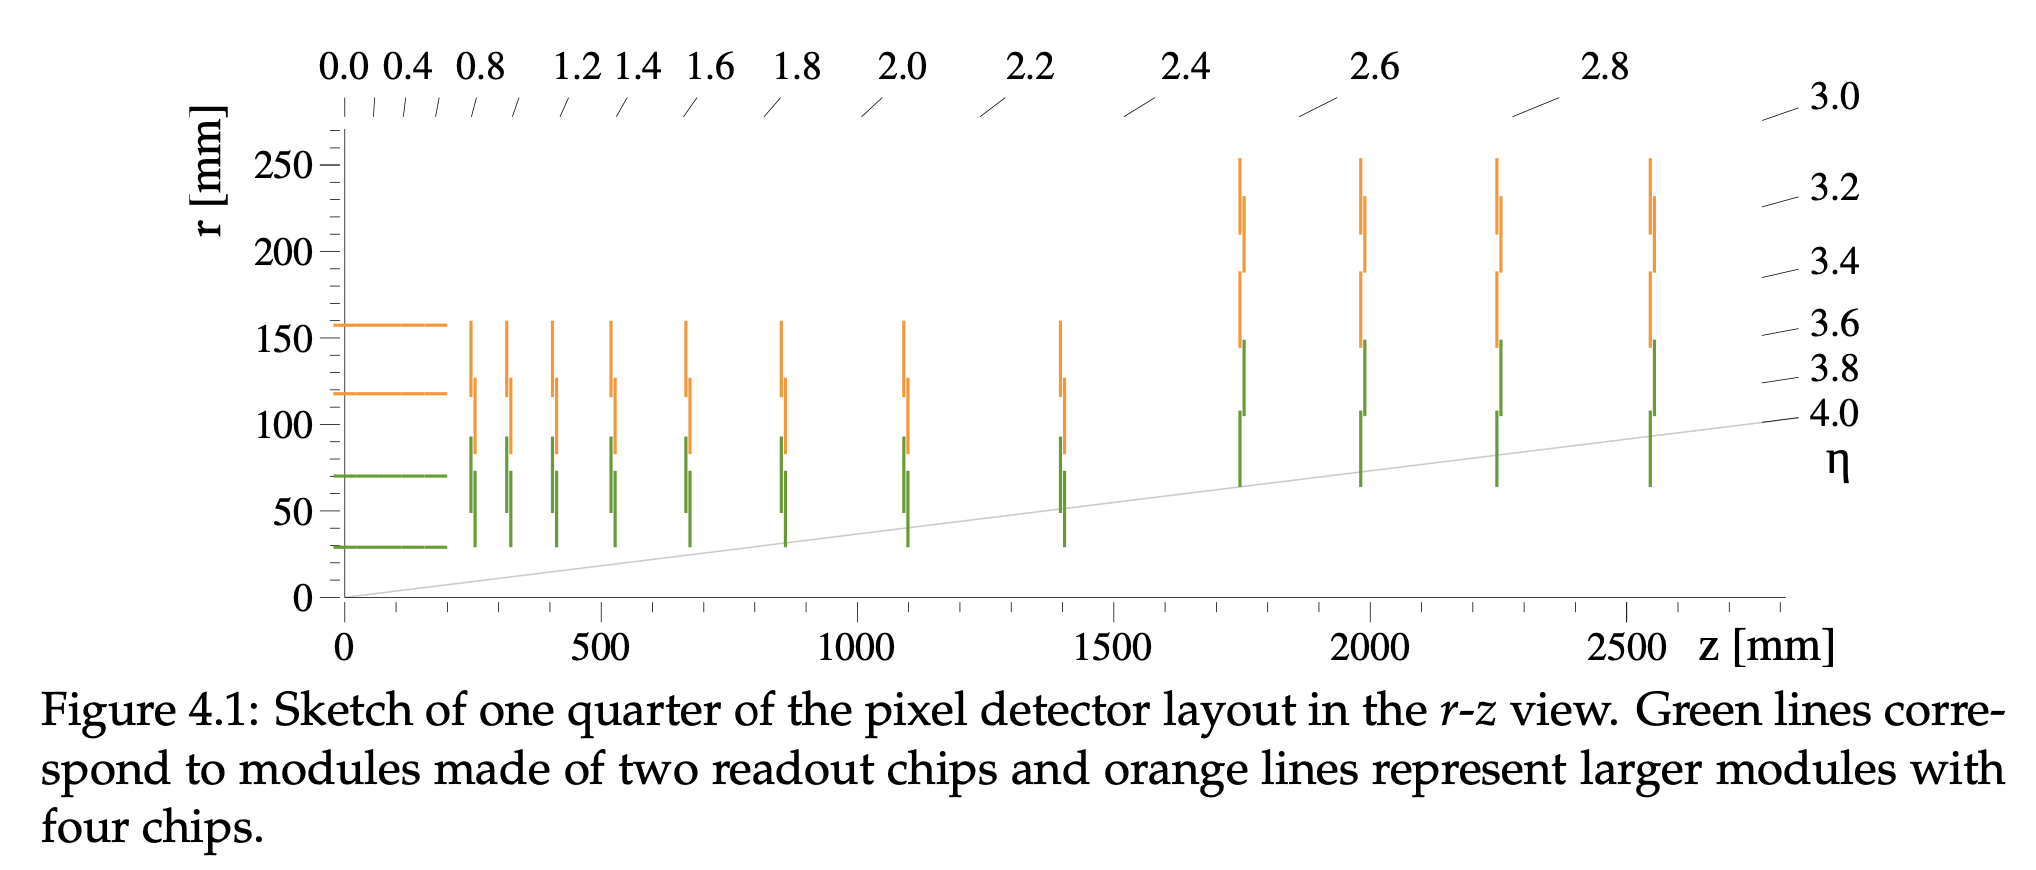 0.0 0.4 0.8 1.2 1.4 1.6 1.8 2.0 2.2 2.4 2.6 2.8
3.0
r [mm]
250
3.2
200
3.4
150
3.6
3.8
100
4.0
η
50
0
0 500 1000 1500 2000 2500 z [mm]
Figure 4.1: Sketch of one quarter of the pixel detector layout in the r-z view. Green lines corre-
spond to modules made of two readout chips and orange lines represent larger modules with
four chips.